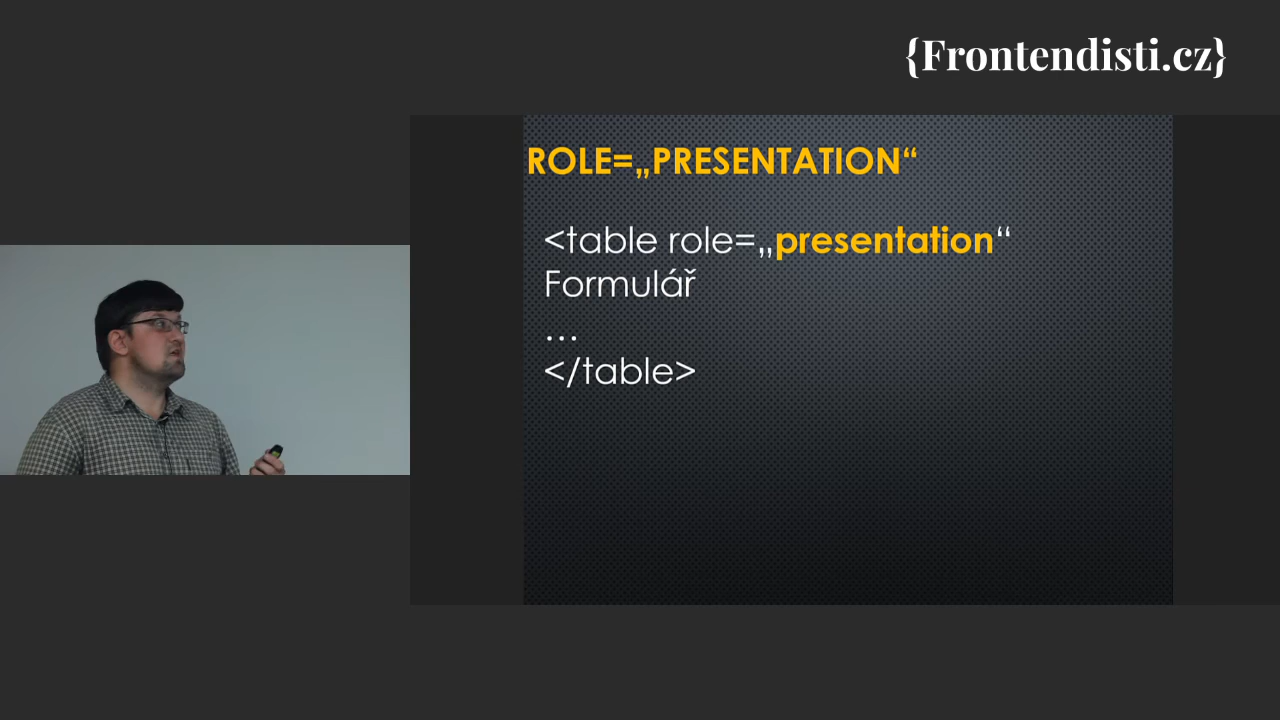 {Frontendisti.cz}
ROLE=„PRESENTATION“
<table role=„presentation“
Formulář
…
</table>